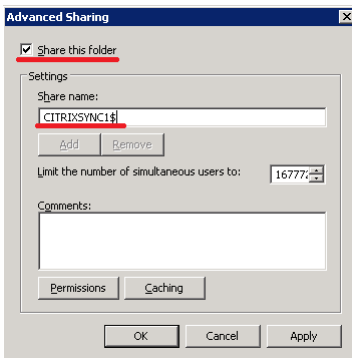 Advanced Sharing
Share this folder
Settings
Share name:
CITRIXSYNC1$
Add Remove
Limit the number of simultaneous users to: 16777
Comments:
Permissions Caching
OK Cancel Apply